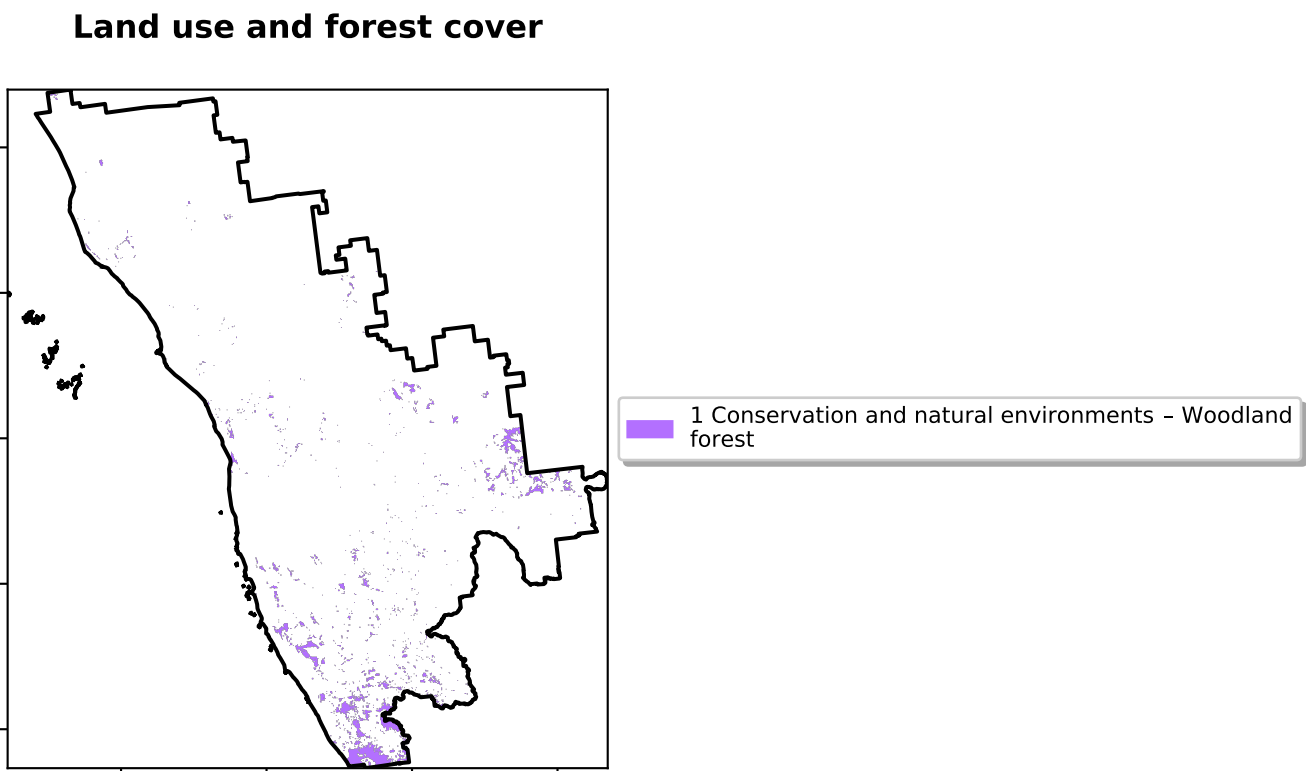 Land use and forest cover
1 Conservation and natural environments – Woodland
forest